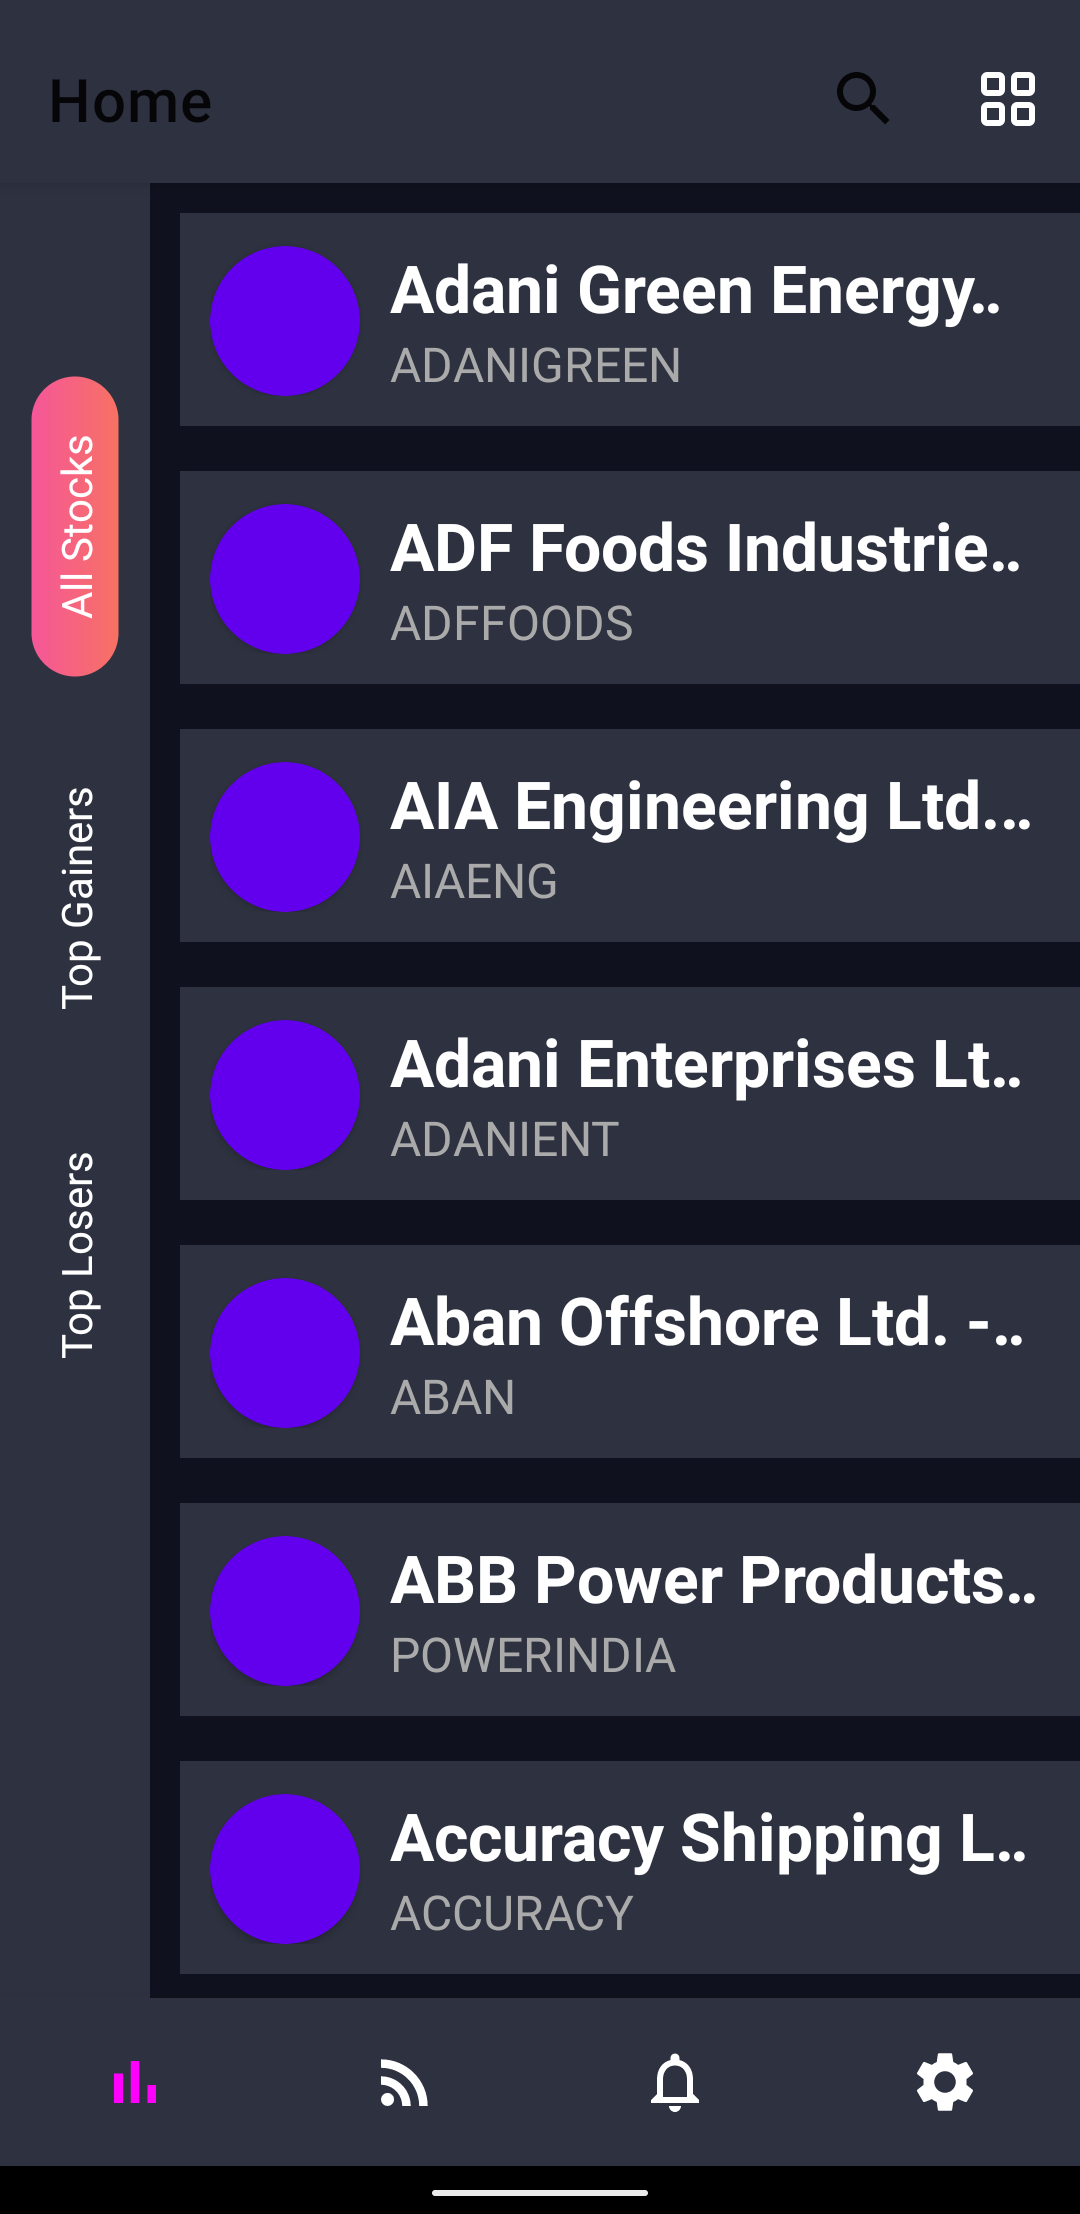 Home
All Stocks
Top Gainers
Top Losers
Adani Green Energy..
ADANIGREEN
ADF Foods Industrie..
ADFFOODS
AIA Engineering Ltd...
AIAENG
Adani Enterprises Lt..
ADANIENT
Aban Offshore Ltd. -..
ABAN
ABB Power Products..
POWERINDIA
Accuracy Shipping L..
ACCURACY